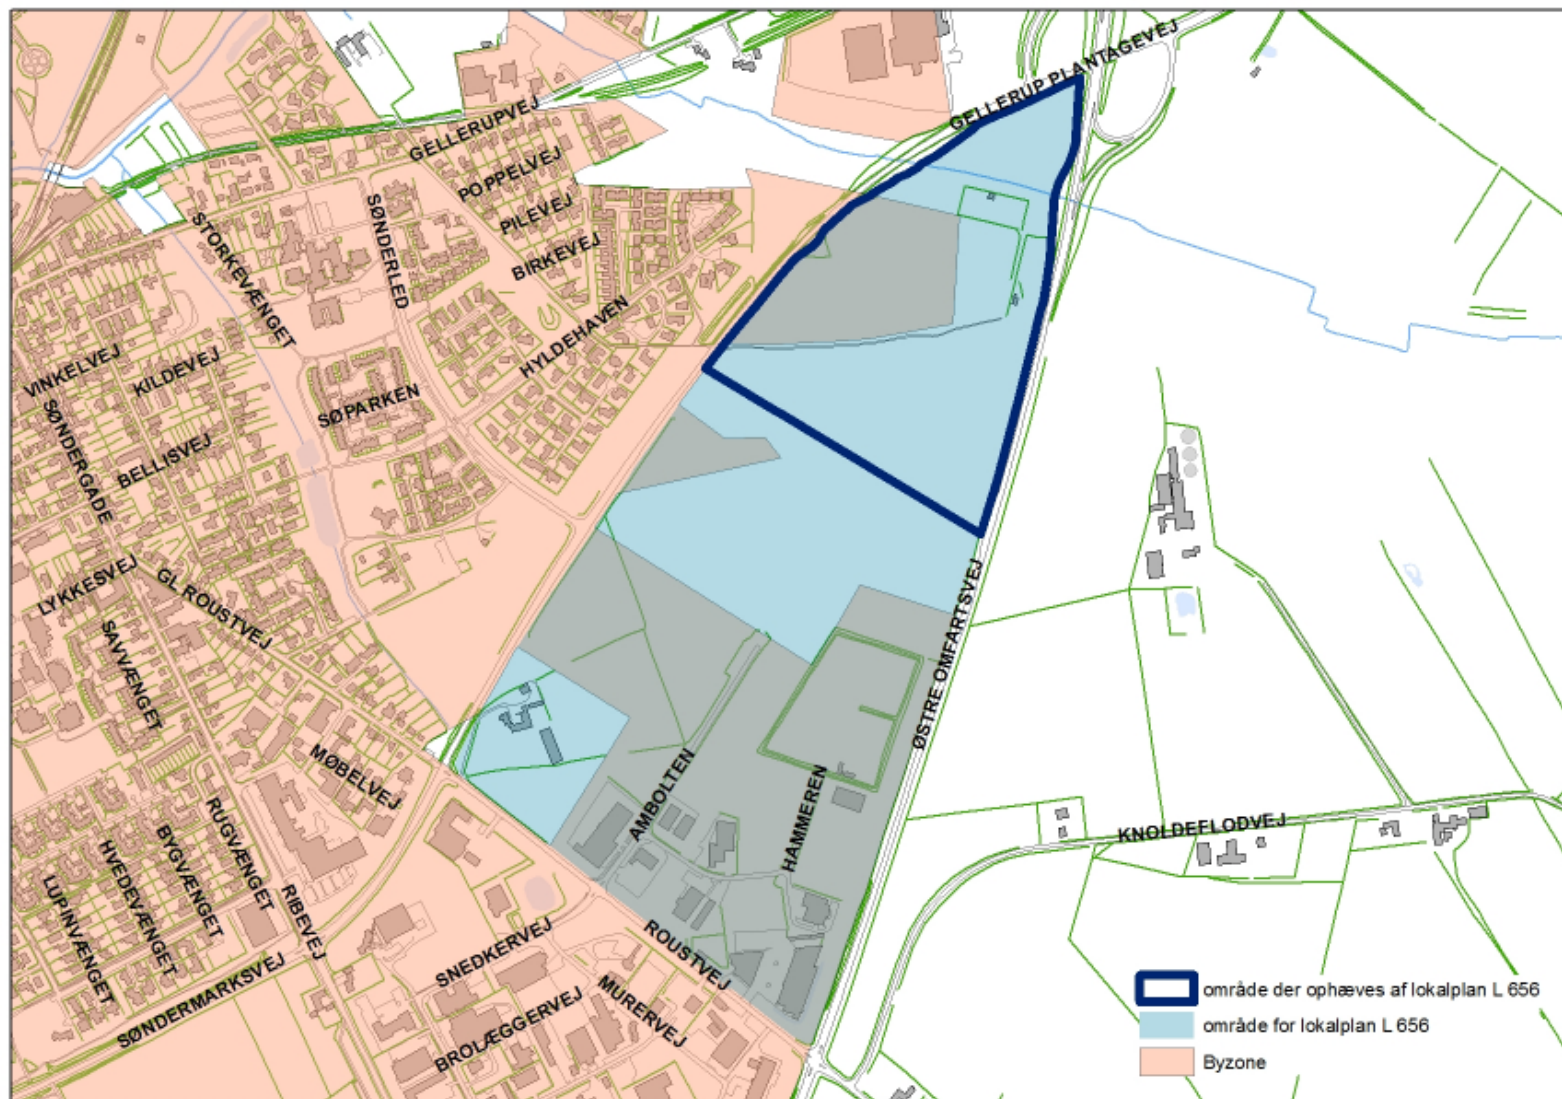 GELLERUP PLANTAGEVEJ
GELLERUPVEJ
POPPELVEJ
SØNDERLED
PILEVEJ
STORKEVÆNGET
BIRKEVEJ
HYLDEHAVEN
VINKELVEJ
KILDEVEJ
SØPARKEN
SØNDERGADE
BELLISVEJ
LYKKESVEJ
GL ROUSTVEJ
SAVVÆNGET
ØSTRE OMFARTSVEJ
MØBELVEJ
AMBOLTEN
HAMMEREN
KNOLDEFLODVEJ
RUGVÆNGET
BYGVÆNGET
HVEDEVÆNGET
LUPINVÆNGET
RIBEVEJ
SNEDKERVEJ
ROUSTVEJ
SØNDERMARKSVEJ
BROLÆGGERVEJ
MURERVEJ
område der ophæves af lokalplan L 656
område for lokalplan L 656
Byzone